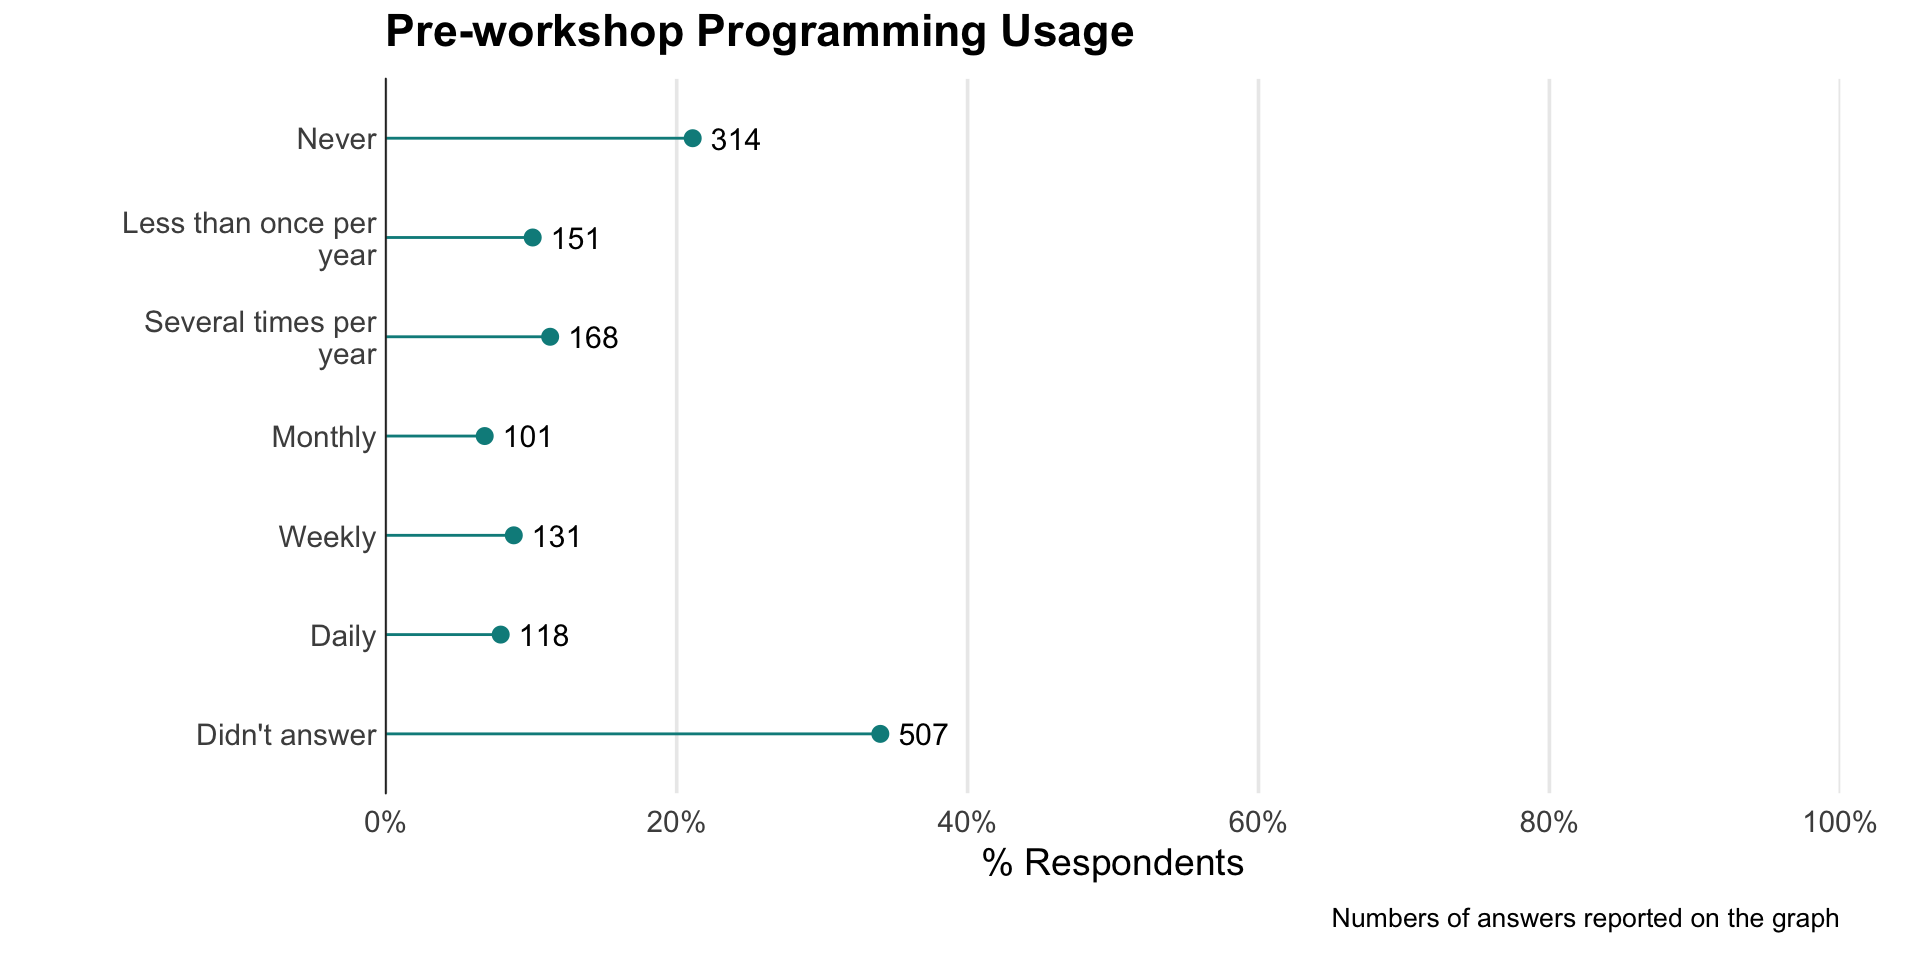 Pre-workshop Programming Usage
Never
314
Less than once per
year
151
Several times per
year
168
Monthly
101
Weekly
131
Daily
118
Didn't answer
507
0%
20%
40%
60%
80%
100%
% Respondents
Numbers of answers reported on the graph